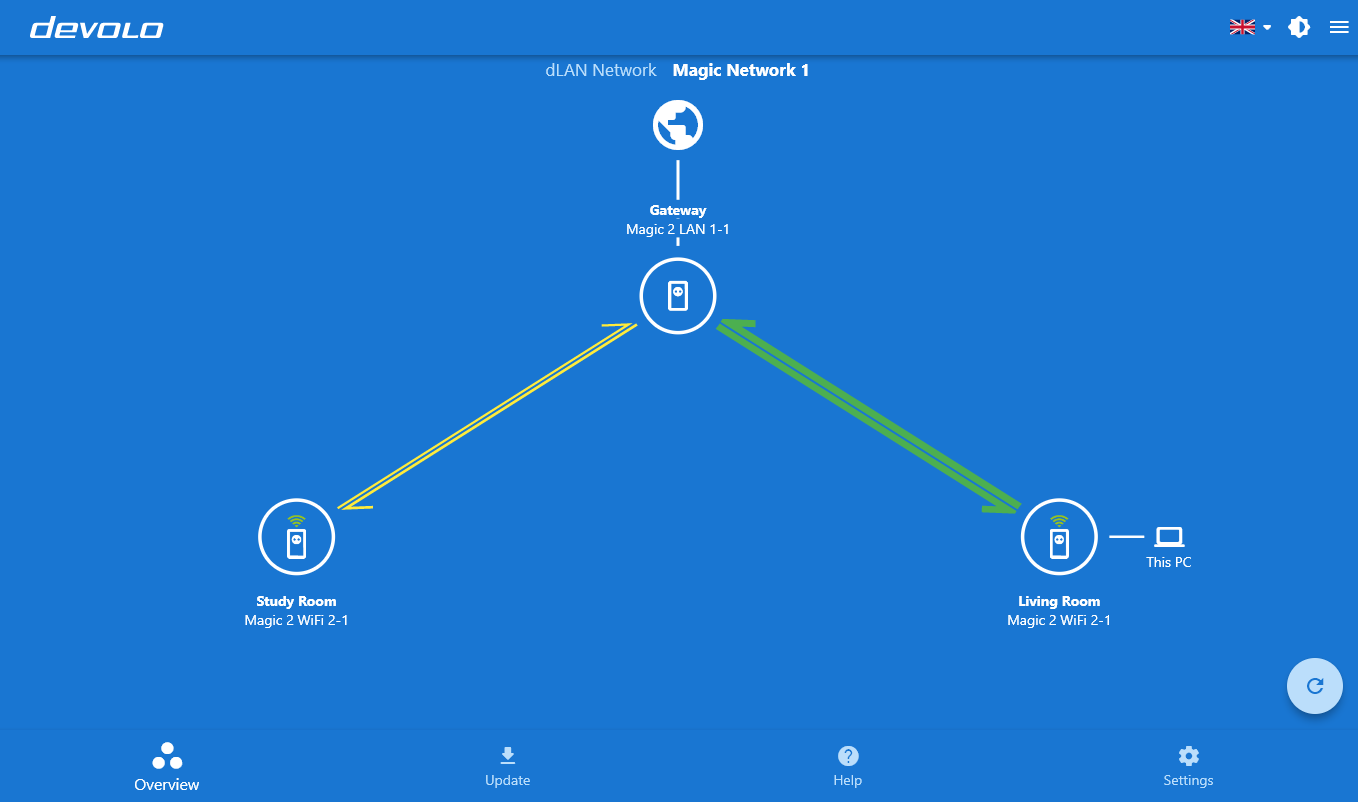 devolo
dLAN Network Magic Network 1
Gateway
Magic 2 LAN 1-1
This PC
Study Room
Magic 2 WiFi 2-1
Living Room
Magic 2 WiFi 2-1
Overview
Update
Help
Settings